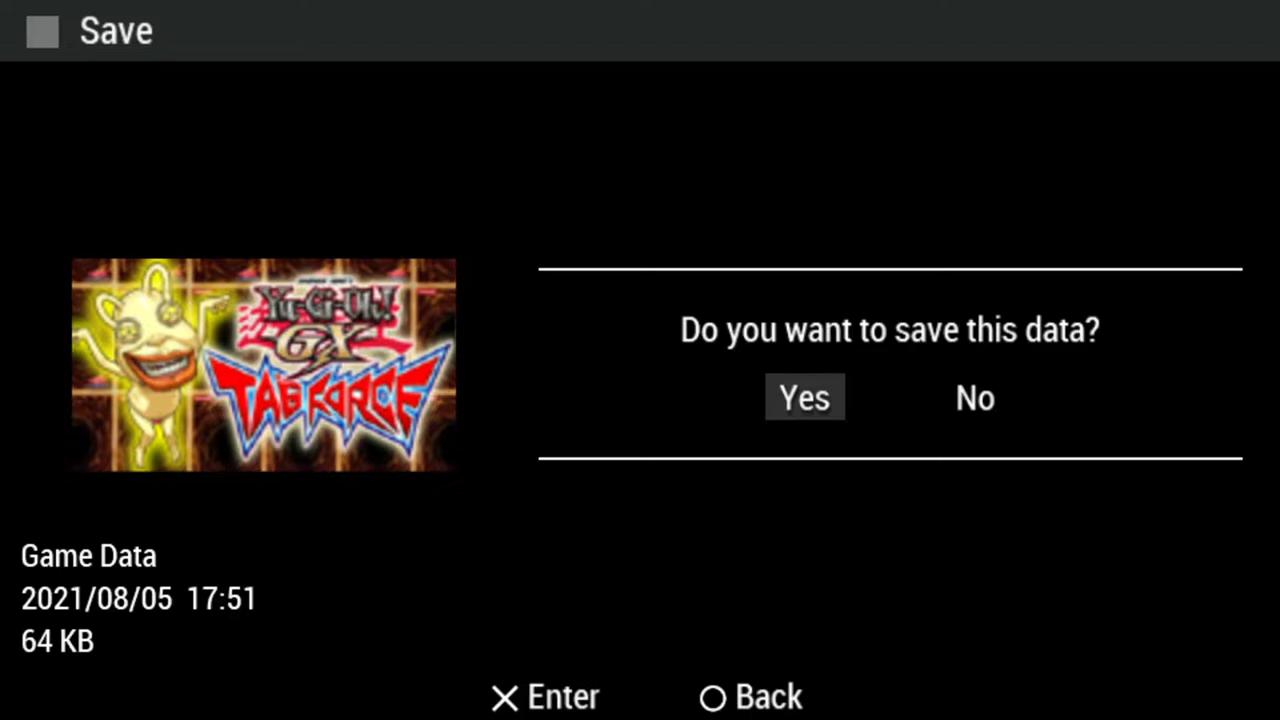 Save
Yu-Gi-Oh!
GX
TAG FORCE
Do you want to save this data?
Yes No
Game Data
2021/08/05 17:51
64 KB
Enter Back